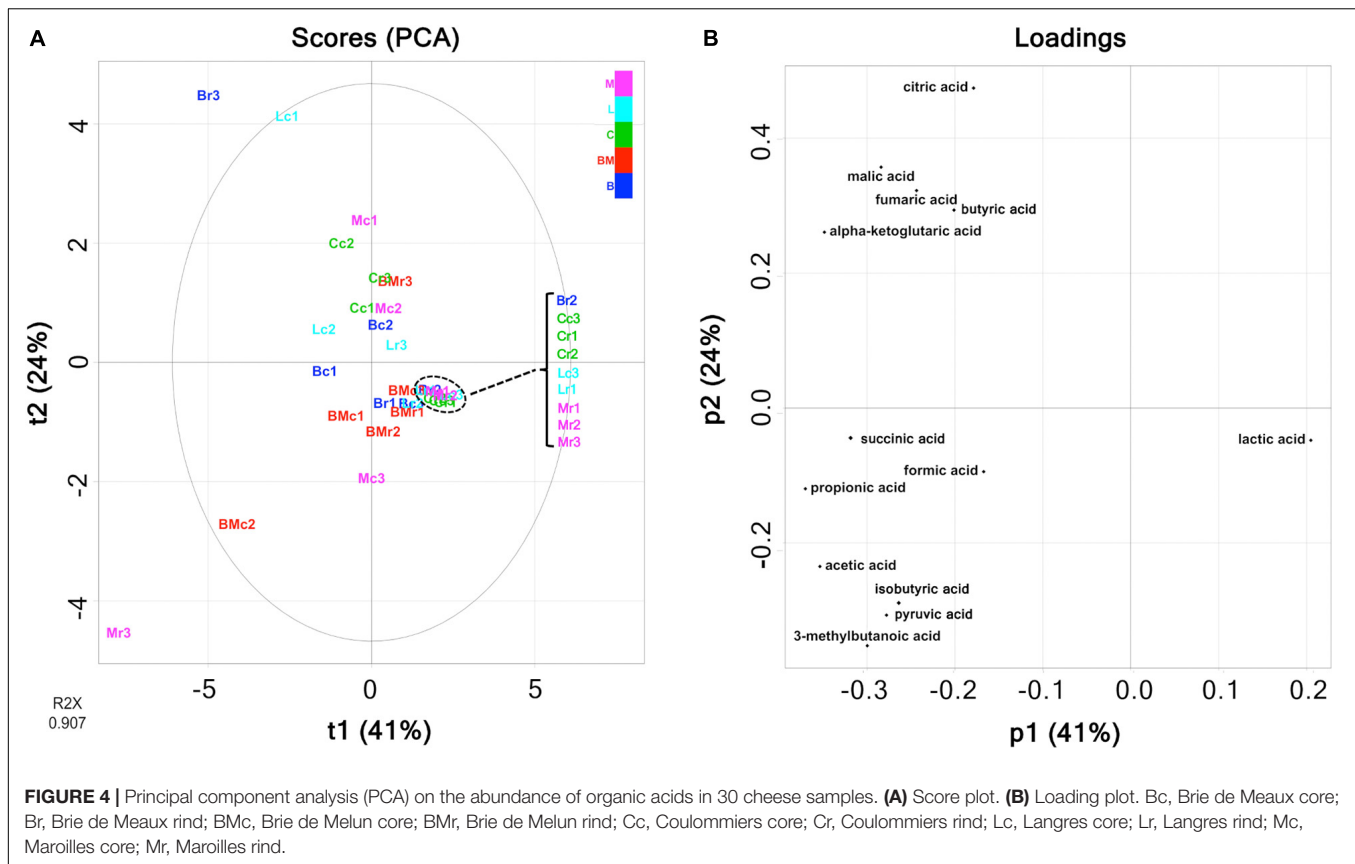 A
Scores (PCA)
Br3
Lc1
Mc1
Cc2
Cr3
BMr3
Cc1
Mc2
Bc2
Lc2
Lr3
Bc1
Br1
BMc1
BMr1
BMr2
Mc3
BMc2
Mr3
M
L
C
BM
B
Br2
Cc3
Cr1
Cr2
Lc3
Lr1
Mr1
Mr2
Mr3
4
2
0
-2
-4
t2 (24%)
-5
0
5
t1 (41%)
R2X
0.907
B
Loadings
citric acid
malic acid
fumaric acid
butyric acid
alpha-ketoglutaric acid
succinic acid
lactic acid
formic acid
propionic acid
acetic acid
isobutyric acid
pyruvic acid
3-methylbutanoic acid
0.4
0.2
0.0
-0.2
p2 (24%)
-0.3
-0.2
-0.1
0.0
0.1
0.2
p1 (41%)
FIGURE 4 | Principal component analysis (PCA) on the abundance of organic acids in 30 cheese samples. (A) Score plot. (B) Loading plot. Bc, Brie de Meaux core;
Br, Brie de Meaux rind; BMc, Brie de Melun core; BMr, Brie de Melun rind; Cc, Coulommiers core; Cr, Coulommiers rind; Lc, Langres core; Lr, Langres rind; Mc,
Maroilles core; Mr, Maroilles rind.